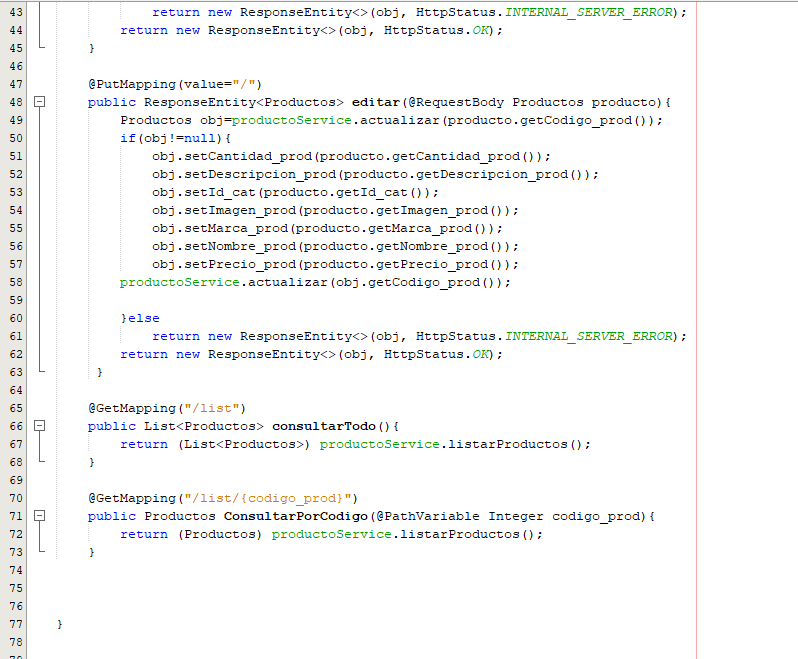 43 return new ResponseEntity<>(obj, HttpStatus.INTERNAL_SERVER_ERROR);
44 return new ResponseEntity<>(obj, HttpStatus.OK);
45 }
46
47 @PutMapping(value="/")
48 public ResponseEntity<Productos> editar(@RequestBody Productos producto){
49 Productos obj=productoService.actualizar(producto.getCodigo_prod());
50 if(obj!=null){
51 obj.setCantidad_prod(producto.getCantidad_prod());
52 obj.setDescripcion_prod(producto.getDescripcion_prod());
53 obj.setId_cat(producto.getId_cat());
54 obj.setImagen_prod(producto.getImagen_prod());
55 obj.setMarca_prod(producto.getMarca_prod());
56 obj.setNombre_prod(producto.getNombre_prod());
57 obj.setPrecio_prod(producto.getPrecio_prod());
58 productoService.actualizar(obj.getCodigo_prod());
59
60 }else
61 return new ResponseEntity<>(obj, HttpStatus.INTERNAL_SERVER_ERROR);
62 return new ResponseEntity<>(obj, HttpStatus.OK);
63 }
64
65 @GetMapping("/list")
66 public List<Productos> consultarTodo(){
67 return (List<Productos>) productoService.listarProductos();
68 }
69
70 @GetMapping("/list/{codigo_prod}")
71 public Productos ConsultarPorCodigo(@PathVariable Integer codigo_prod){
72 return (Productos) productoService.listarProductos();
73 }
74
75
76
77 }
78